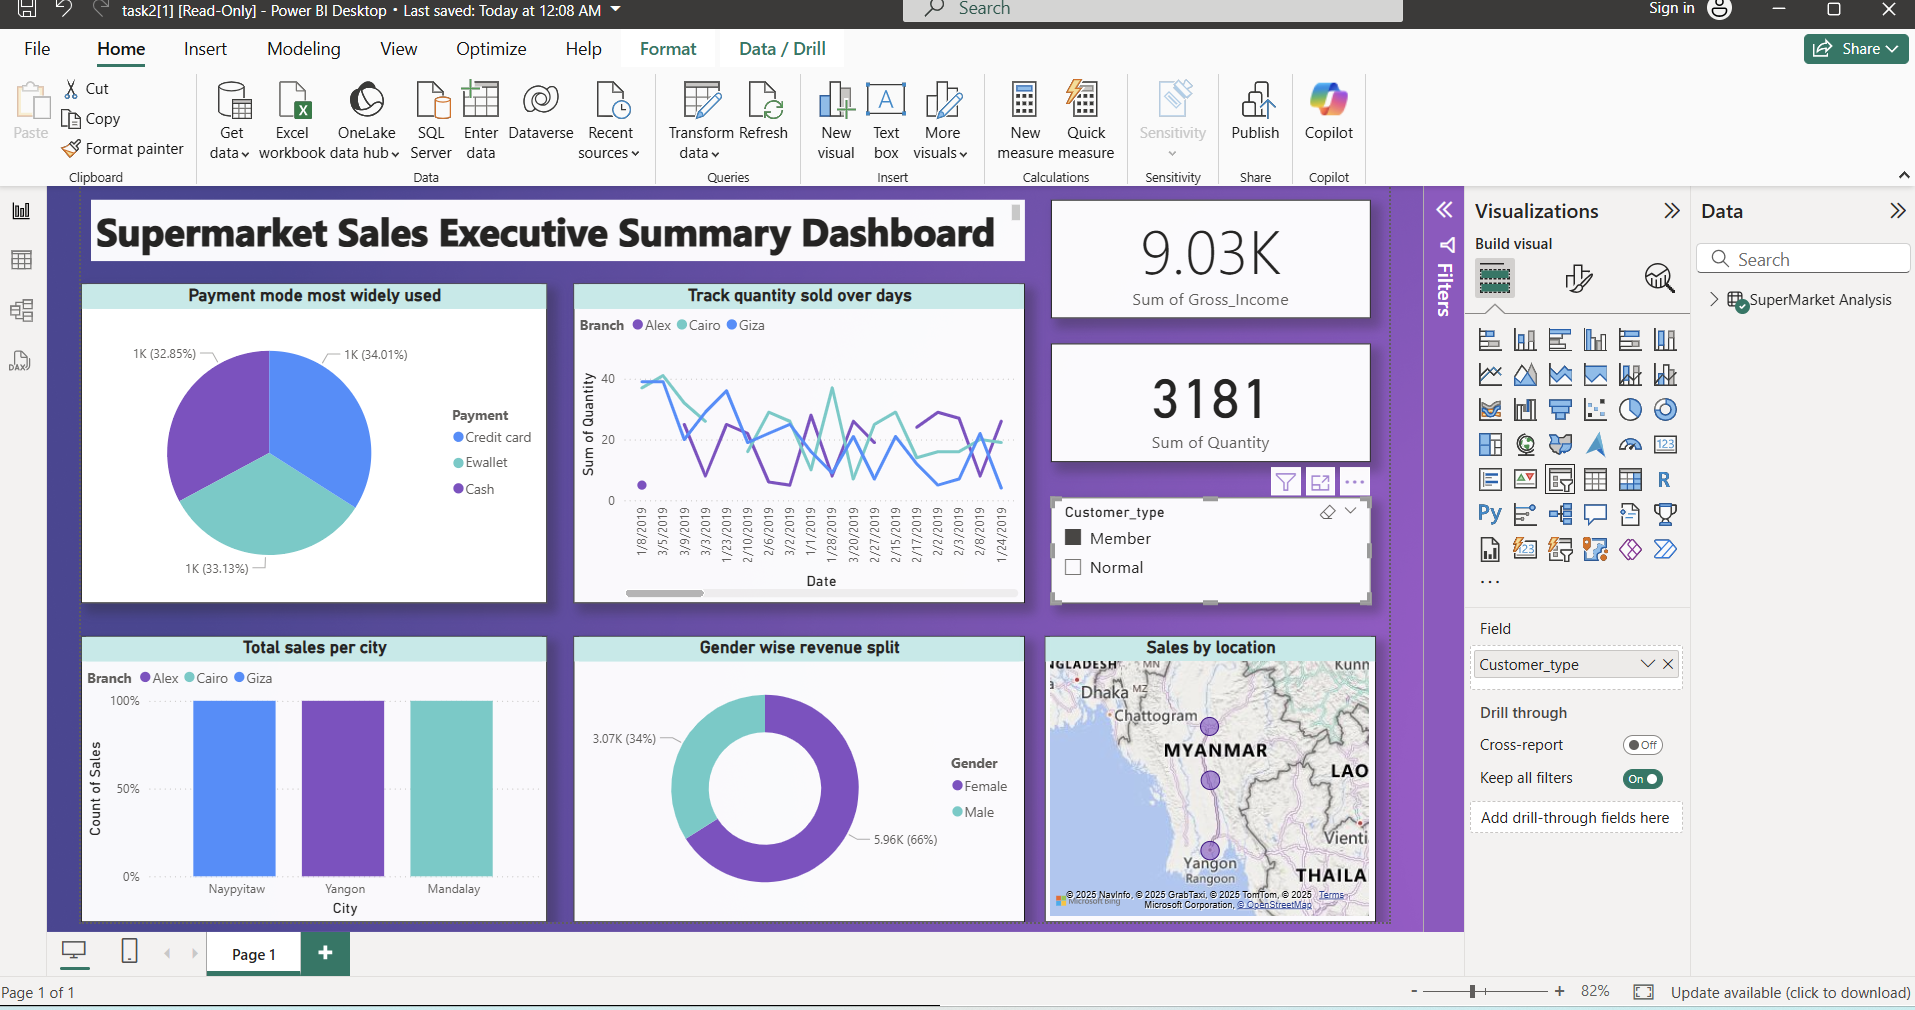 task2[1] [Read-Only] - Power BI Desktop • Last saved: Today at 12:08 AM
Search
Sign in
File Home Insert Modeling View Optimize Help Format Data / Drill
Share
Paste
Cut
Copy
Format painter
Clipboard
Get data
Excel workbook
OneLake data hub
SQL Server
Enter data
Dataverse
Recent sources
Data
Transform data
Refresh
Queries
New visual
Text box
More visuals
Insert
New measure
Quick measure
Calculations
Sensitivity
Sensitivity
Publish
Share
Copilot
Copilot
Supermarket Sales Executive Summary Dashboard
9.03K
Sum of Gross_Income
Payment mode most widely used
1K (32.85%)
1K (34.01%)
1K (33.13%)
Payment
Credit card
Ewallet
Cash
Track quantity sold over days
Branch Alex Cairo Giza
Sum of Quantity
40
20
0
1/8/2019
3/5/2019
3/9/2019
3/3/2019
1/23/2019
2/10/2019
2/6/2019
3/2/2019
1/1/2019
1/28/2019
3/20/2019
2/27/2019
2/15/2019
2/17/2019
2/2/2019
2/3/2019
2/8/2019
1/24/2019
Date
3181
Sum of Quantity
Customer_type
Member
Normal
Total sales per city
Branch Alex Cairo Giza
Count of Sales
100%
50%
0%
Naypyitaw Yangon Mandalay
City
Gender wise revenue split
3.07K (34%)
5.96K (66%)
Gender
Female
Male
Sales by location
NGLADESH
MN
Kunn
Dhaka
MZ
Chattogram
MYANMAR
LAO
Vienti
Yangon
Rangoon
THAILA
© 2025 NavInfo, © 2025 GrabTaxi, © 2025 TomTom, © 2025 Terms
Microsoft Bing
Microsoft Corporation, © OpenStreetMap
Filters
Visualizations
Build visual
123
R
Py
123
...
Field
Customer_type
Drill through
Cross-report
Off
Keep all filters
On
Add drill-through fields here
Data
Search
SuperMarket Analysis
DAX
Page 1
Page 1 of 1
- + 82%
Update available (click to download)